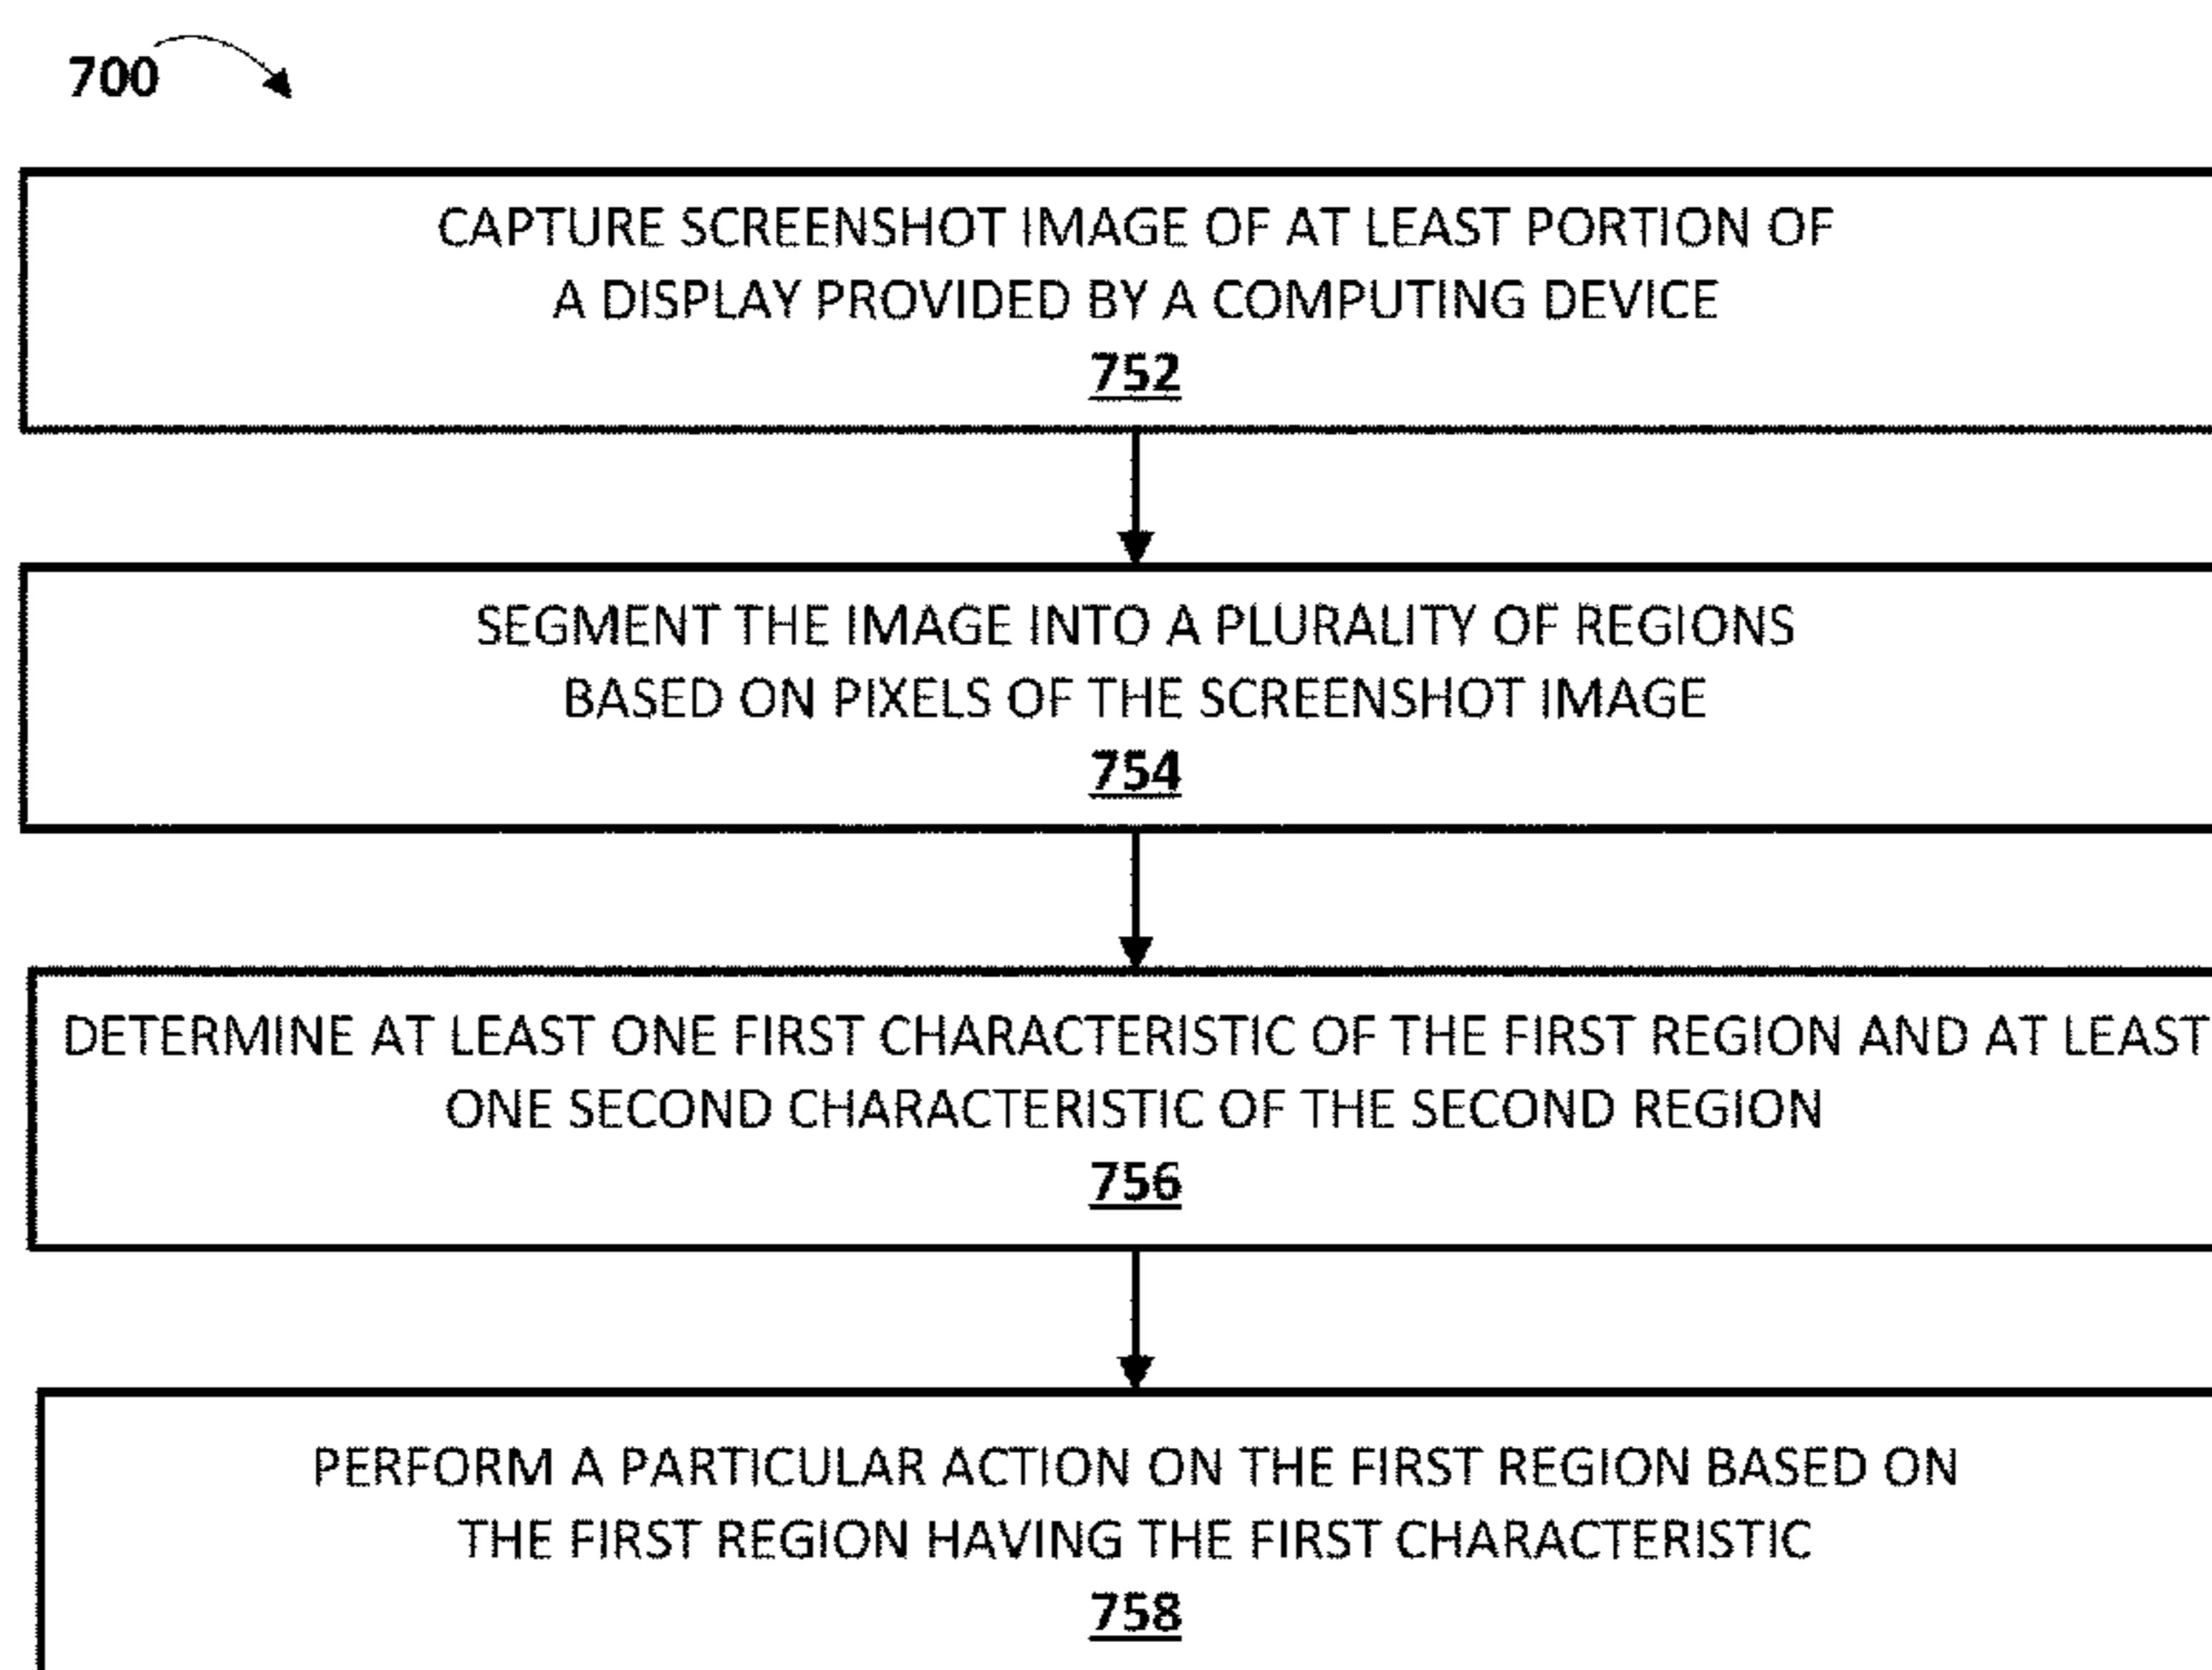 700
CAPTURE SCREENSHOT IMAGE OF AT LEAST PORTION OF
A DISPLAY PROVIDED BY A COMPUTING DEVICE
752
SEGMENT THE IMAGE INTO A PLURALITY OF REGIONS
BASED ON PIXELS OF THE SCREENSHOT IMAGE
754
DETERMINE AT LEAST ONE FIRST CHARACTERISTIC OF THE FIRST REGION AND AT LEAST
ONE SECOND CHARACTERISTIC OF THE SECOND REGION
756
PERFORM A PARTICULAR ACTION ON THE FIRST REGION BASED ON
THE FIRST REGION HAVING THE FIRST CHARACTERISTIC
758